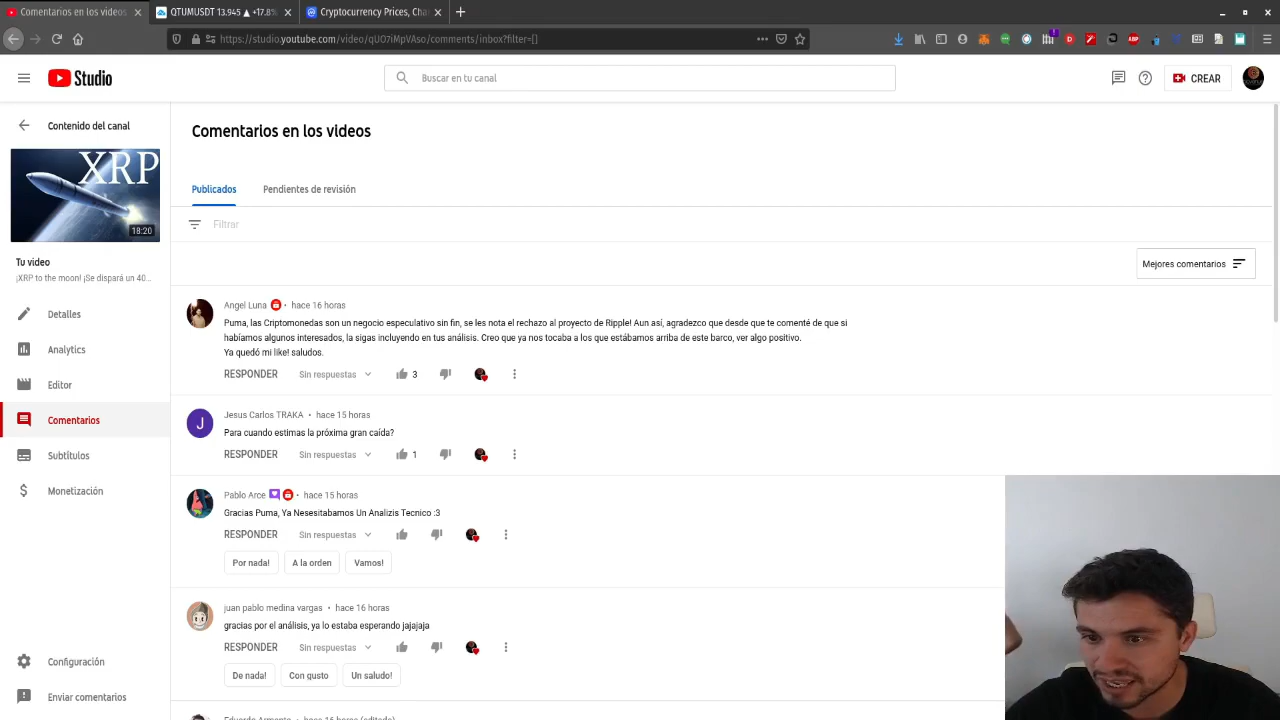 Comentarios en los videos
QTUMUSDT 13.945 ▲ +17.8%
Cryptocurrency Prices, Char
https://studio.youtube.com/video/qUO7iMpVAso/comments/inbox?filter=[]
Studio
Buscar en tu canal
CREAR
Contenido del canal
XRP
18:20
Tu video
¡XRP to the moon! ¡Se dispará un 40...
Detalles
Analytics
Editor
Comentarios
Subtítulos
Monetización
Configuración
Enviar comentarios
Comentarios en los videos
Publicados
Pendientes de revisión
Filtrar
Mejores comentarios
Angel Luna • hace 16 horas
Puma, las Criptomonedas son un negocio especulativo sin fin, se les nota el rechazo al proyecto de Ripple! Aun así, agradezco que desde que te comenté de que si
habíamos algunos interesados, la sigas incluyendo en tus análisis. Creo que ya nos tocaba a los que estábamos arriba de este barco, ver algo positivo.
Ya quedó mi like! saludos.
RESPONDER Sin respuestas 3
Jesus Carlos TRAKA • hace 15 horas
J
Para cuando estimas la próxima gran caída?
RESPONDER Sin respuestas 1
Pablo Arce • hace 15 horas
Gracias Puma, Ya Nesesitabamos Un Analizis Tecnico :3
RESPONDER Sin respuestas
Por nada! A la orden Vamos!
juan pablo medina vargas • hace 16 horas
gracias por el análisis, ya lo estaba esperando jajajaja
RESPONDER Sin respuestas
De nada! Con gusto Un saludo!